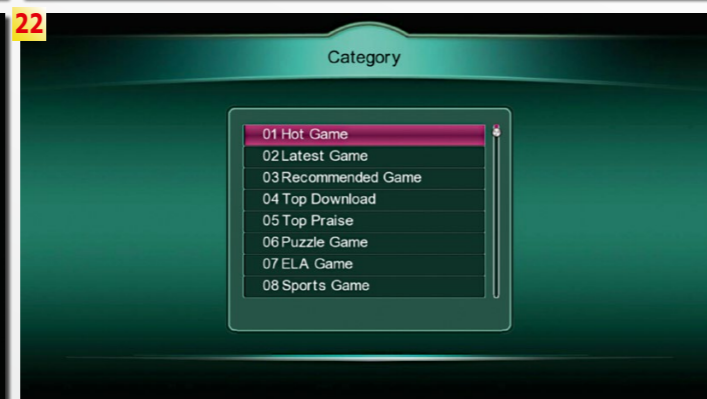 22
Category
01 Hot Game
02 Latest Game
03 Recommended Game
04 Top Download
05 Top Praise
06 Puzzle Game
07 ELA Game
08 Sports Game